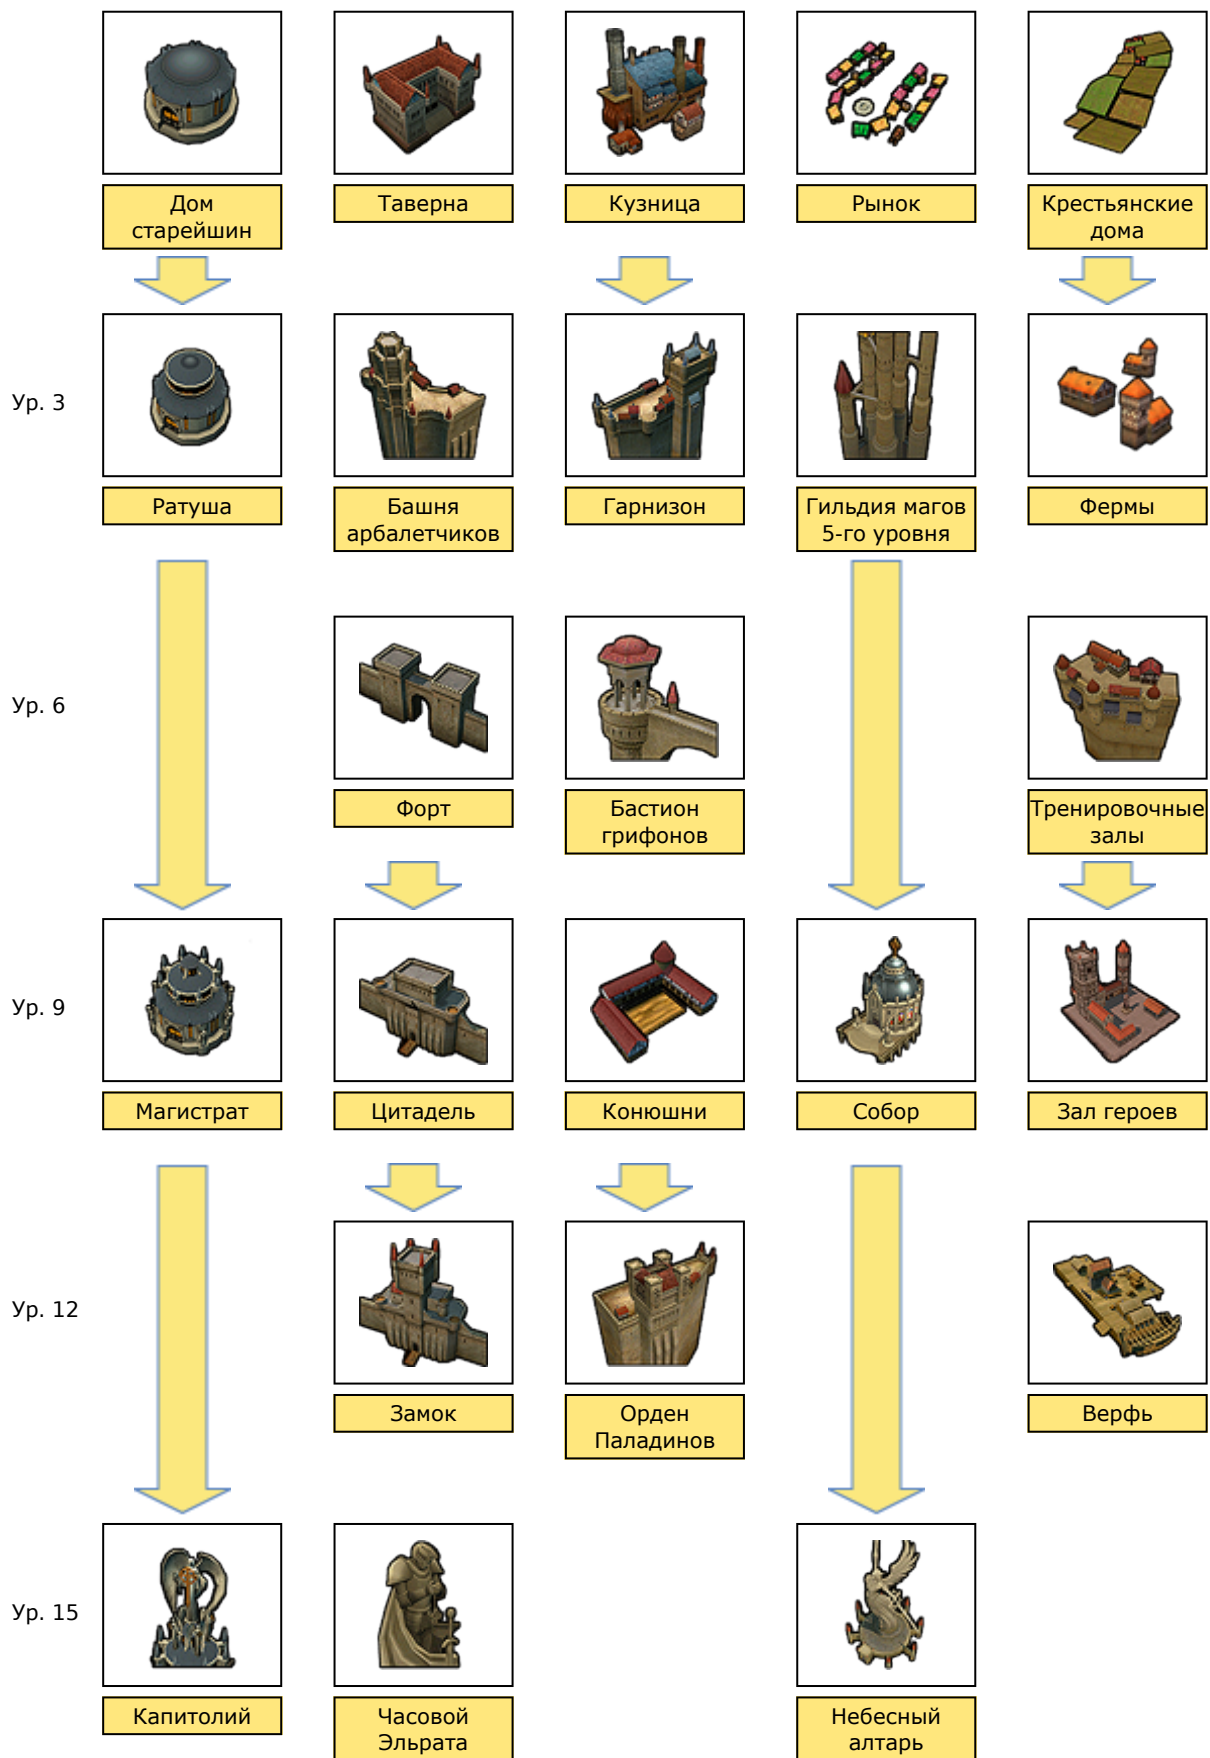 Дом
старейшин
Таверна
Кузница
Рынок
Крестьянские
дома
Ур. 3
Ратуша
Башня
арбалетчиков
Гарнизон
Гильдия магов
5-го уровня
Фермы
Ур. 6
Форт
Бастион
грифонов
Тренировочные
залы
Ур. 9
Магистрат
Цитадель
Конюшни
Собор
Зал героев
Ур. 12
Замок
Орден
Паладинов
Верфь
Ур. 15
Капитолий
Часовой
Эльрата
Небесный
алтарь